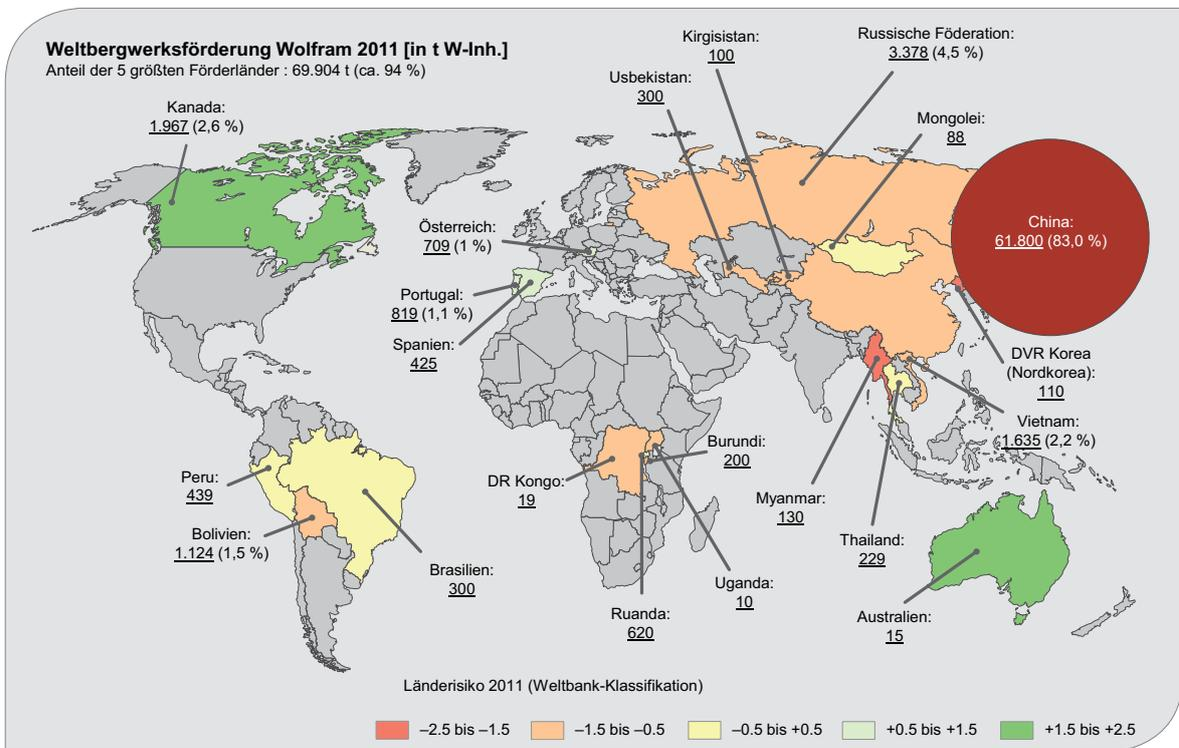 Weltbergwerksförderung Wolfram 2011 [in t W-Inh.]
Anteil der 5 größten Förderländer : 69.904 t (ca. 94 %)
Kirgisistan:
100
Russische Föderation:
3.378 (4,5 %)
Usbekistan:
300
Kanada:
1.967 (2,6 %)
Mongolei:
88
China:
61.800 (83,0 %)
Österreich:
709 (1 %)
Portugal:
819 (1,1 %)
Spanien:
425
DVR Korea
(Nordkorea):
110
Vietnam:
1.635 (2,2 %)
Burundi:
200
Peru:
439
DR Kongo:
19
Myanmar:
130
Bolivien:
1.124 (1,5 %)
Thailand:
229
Brasilien:
300
Uganda:
10
Ruanda:
620
Australien:
15
Länderisiko 2011 (Weltbank-Klassifikation)
–2.5 bis –1.5
–1.5 bis –0.5
–0.5 bis +0.5
+0.5 bis +1.5
+1.5 bis +2.5